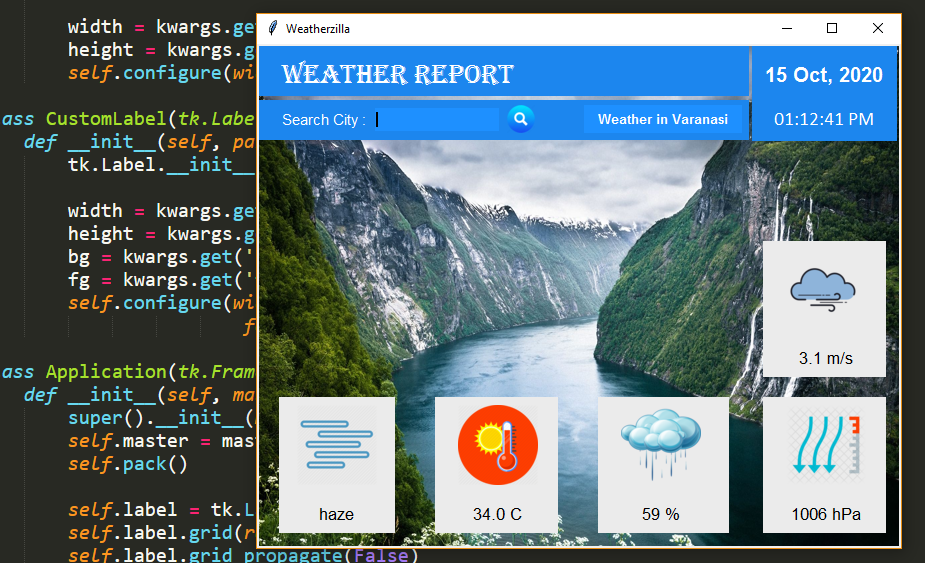 width = kwargs.ge
height = kwargs.g
self.configure(wi
ass CustomLabel(tk.Labe
def __init__(self, pa
tk.Label.__init__
width = kwargs.ge
height = kwargs.g
bg = kwargs.get('
fg = kwargs.get('
self.configure(wi
f
ass Application(tk.Fram
def __init__(self, ma
super().__init__(
self.master = mas
self.pack()
self.label = tk.L
self.label.grid(r
self.label.grid_propagate(False)
Weatherzilla
WEATHER REPORT
15 Oct, 2020
Search City :
Weather in Varanasi
01:12:41 PM
3.1 m/s
haze
34.0 C
59 %
1006 hPa